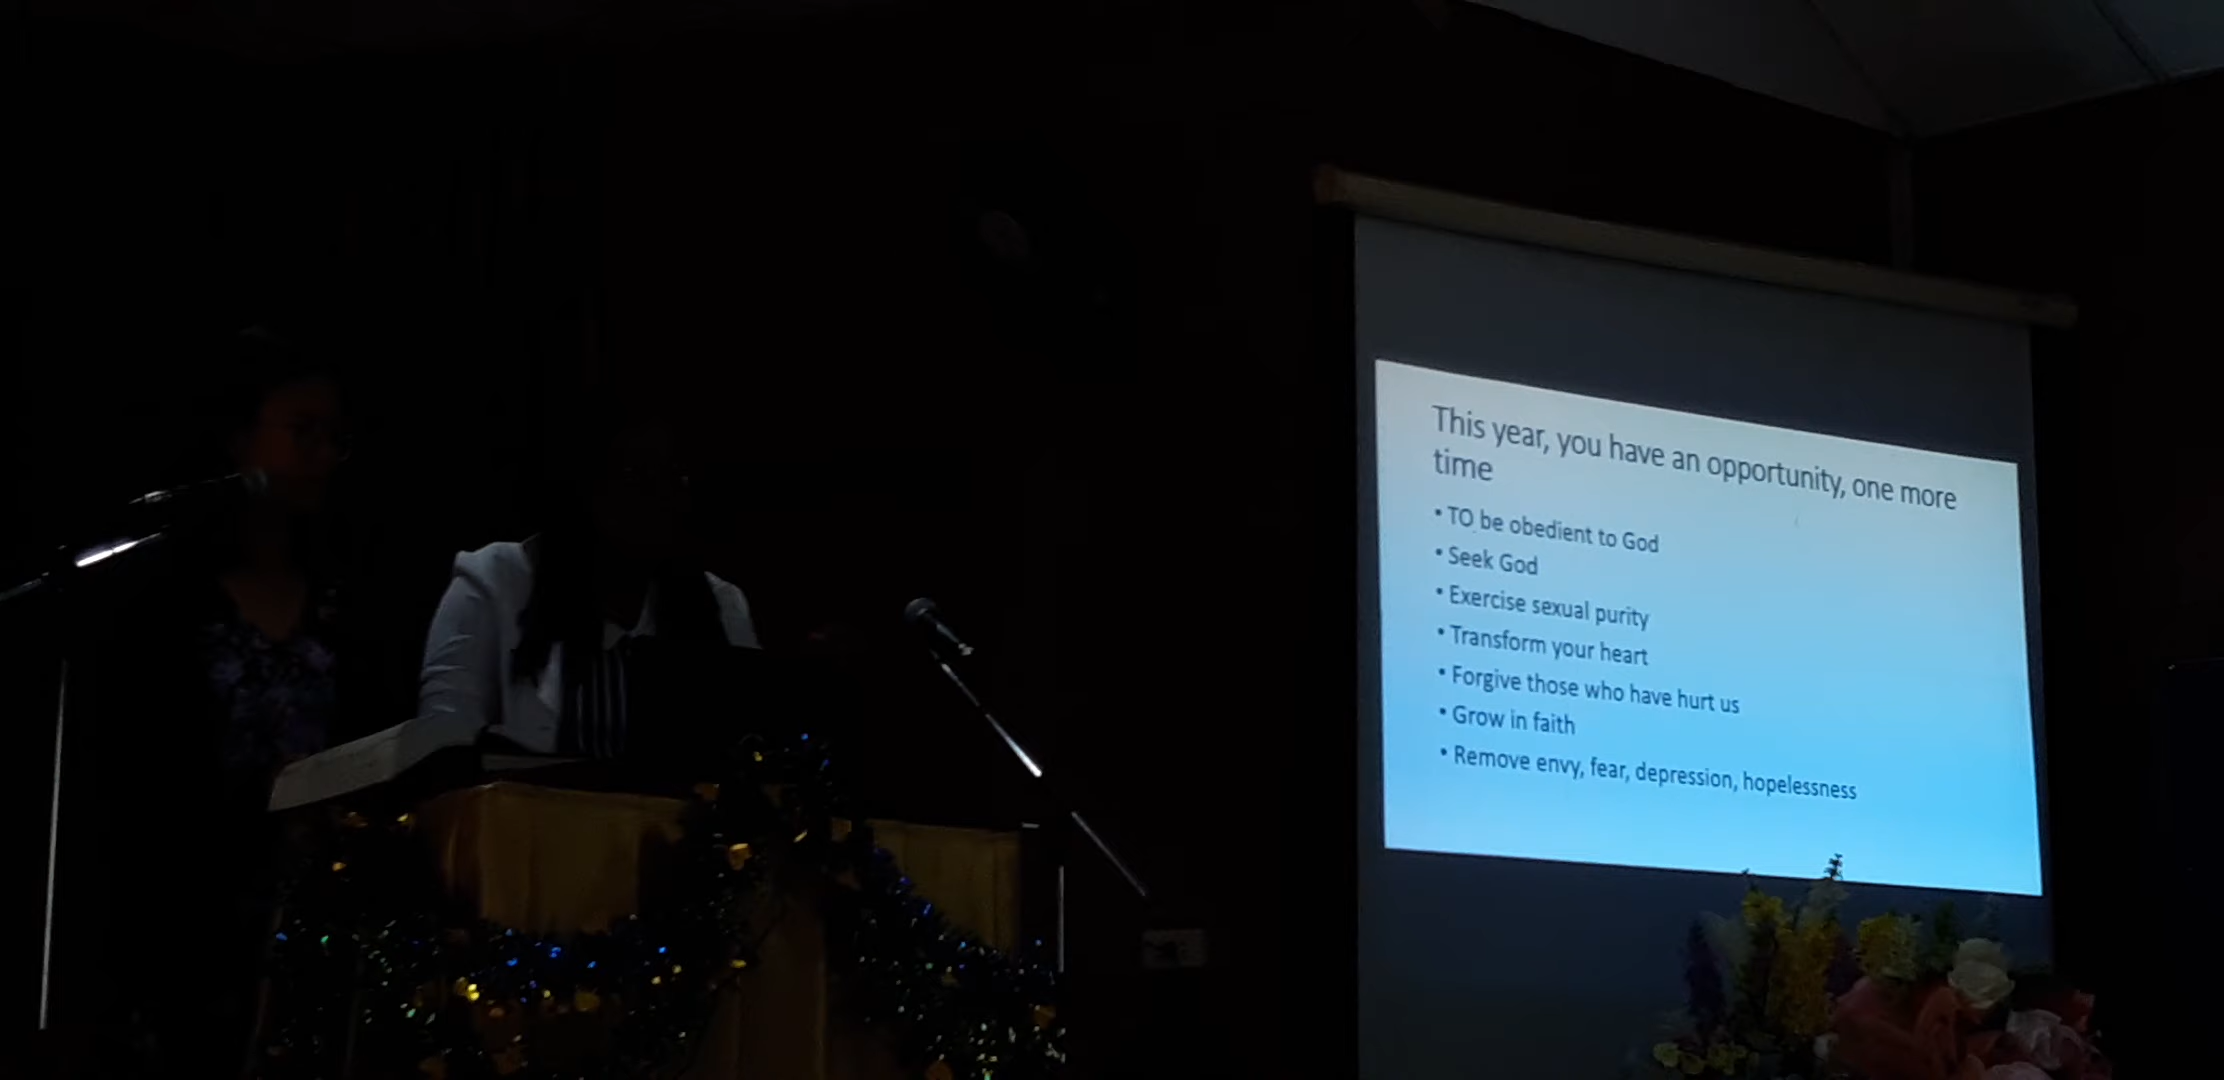 This year, you have an opportunity, one more
time
• TO be obedient to God
• Seek God
• Exercise sexual purity
• Transform your heart
• Forgive those who have hurt us
• Grow in faith
• Remove envy, fear, depression, hopelessness